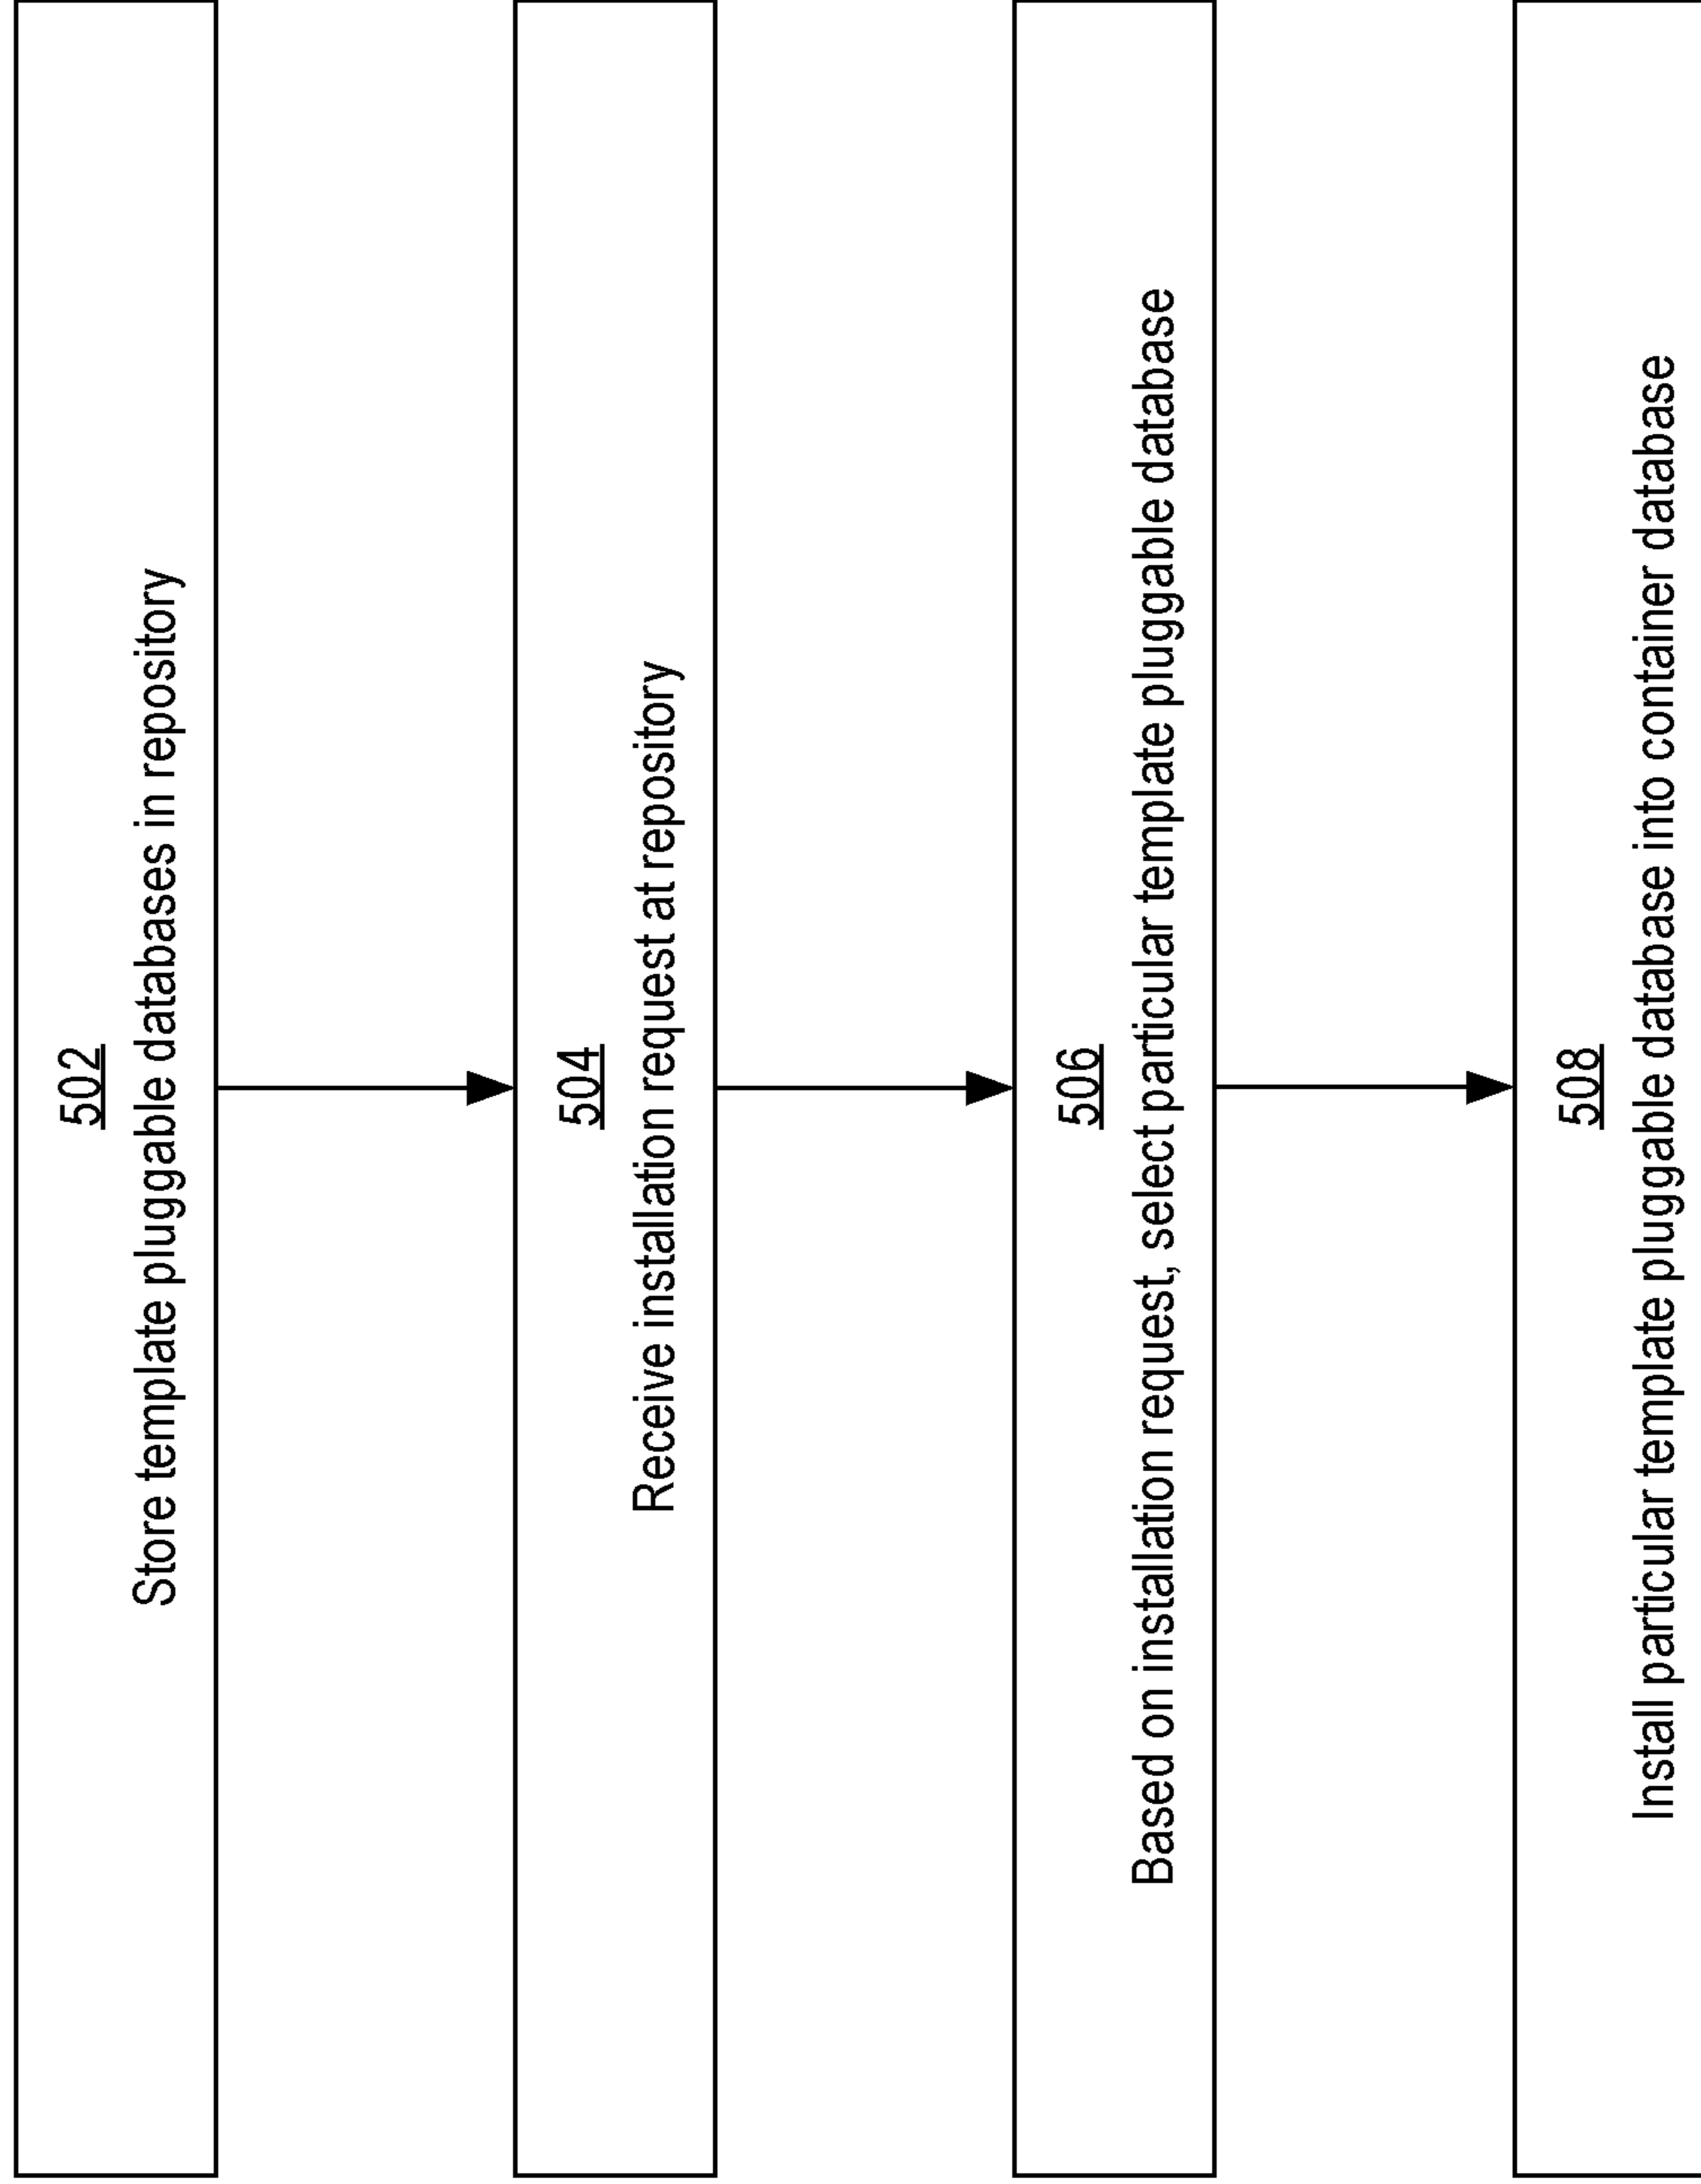 502
Store template pluggable databases in repository
504
Receive installation request at repository
506
Based on installation request, select particular template pluggable database
508
Install particular template pluggable database into container database